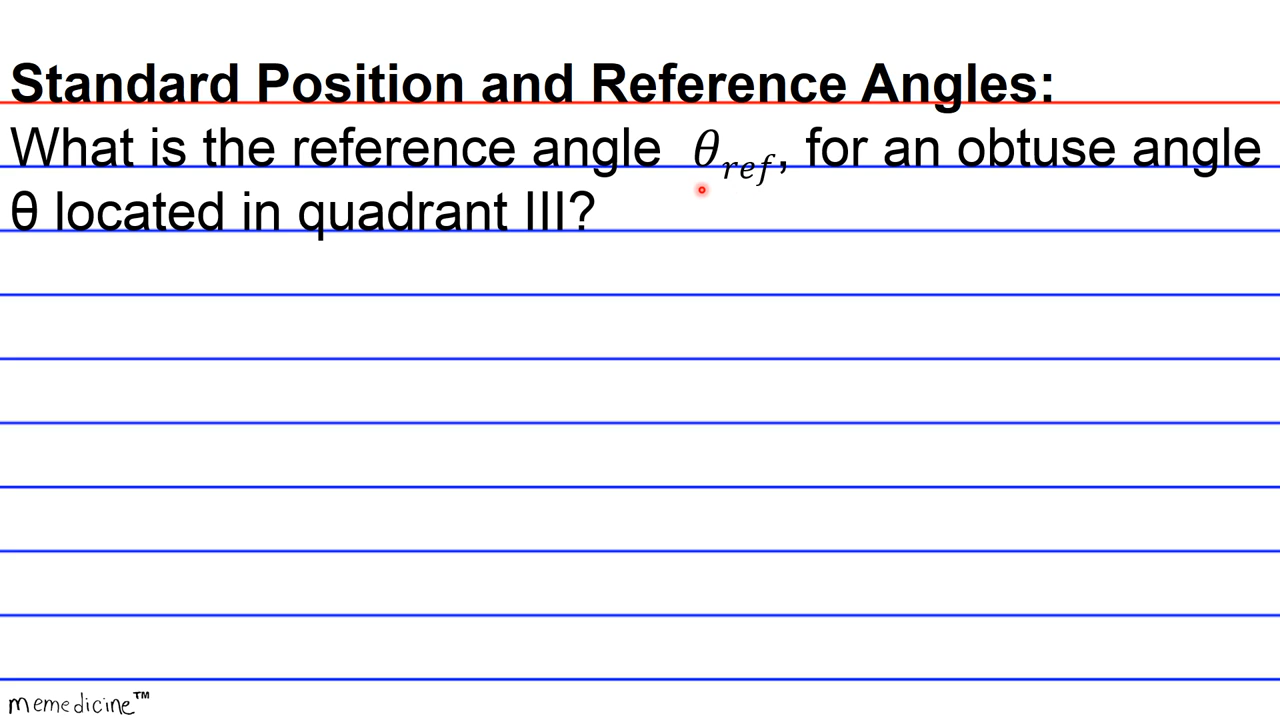 Standard Position and Reference Angles:
What is the reference angle θ_ref, for an obtuse angle
θ located in quadrant III?
memedicine™